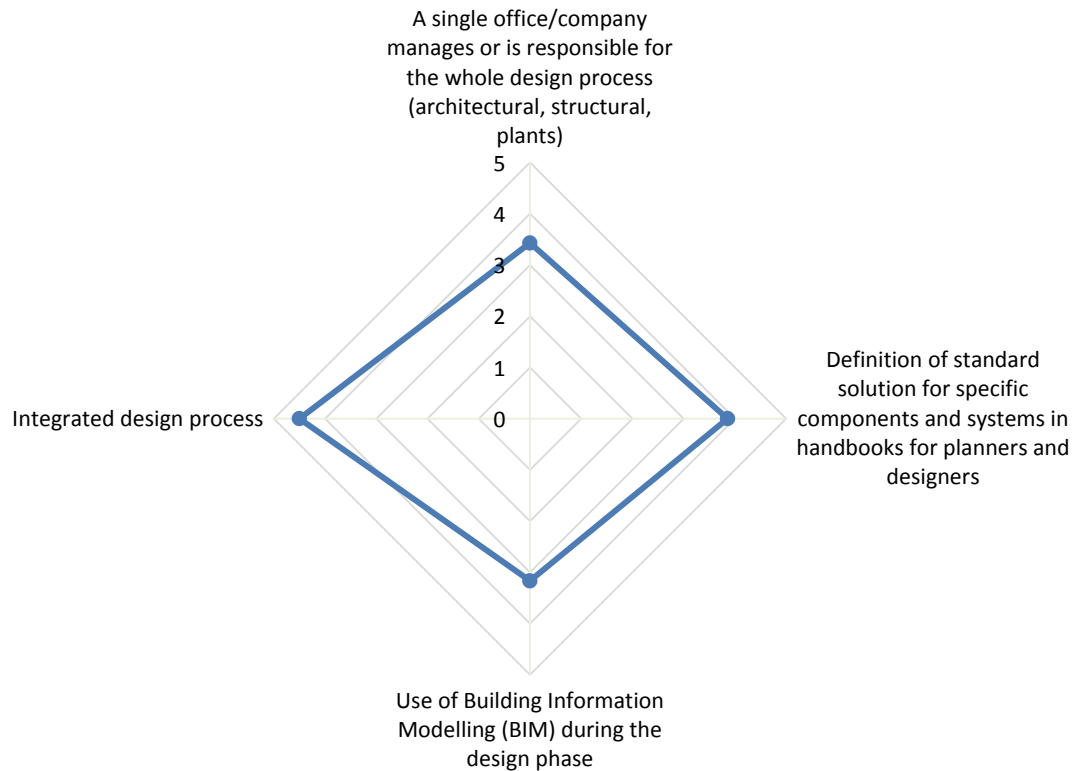 A single office/company
manages or is responsible for
the whole design process
(architectural, structural,
plants)
5
4
3
2
1
0
Definition of standard
solution for specific
components and systems in
handbooks for planners and
designers
Integrated design process
Use of Building Information
Modelling (BIM) during the
design phase